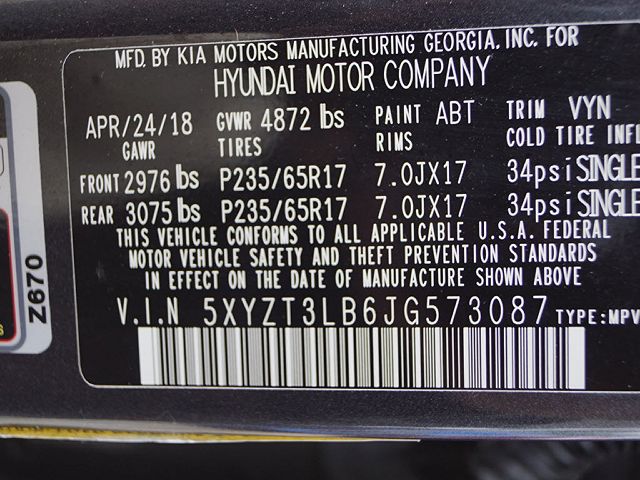 MFD. BY KIA MOTORS MANUFACTURING GEORGIA, INC. FOR
HYUNDAI MOTOR COMPANY
APR/24/18 GVWR 4872 lbs PAINT ABT TRIM VYN
GAWR TIRES RIMS COLD TIRE INFL
FRONT 2976 lbs P235/65R17 7.0JX17 34psi SINGLE
REAR 3075 lbs P235/65R17 7.0JX17 34psi SINGLE
THIS VEHICLE CONFORMS TO ALL APPLICABLE U.S.A. FEDERAL
MOTOR VEHICLE SAFETY AND THEFT PREVENTION STANDARDS
IN EFFECT ON THE DATE OF MANUFACTURE SHOWN ABOVE
V.I.N 5XYZT3LB6JG573087 TYPE:MPV
Z670